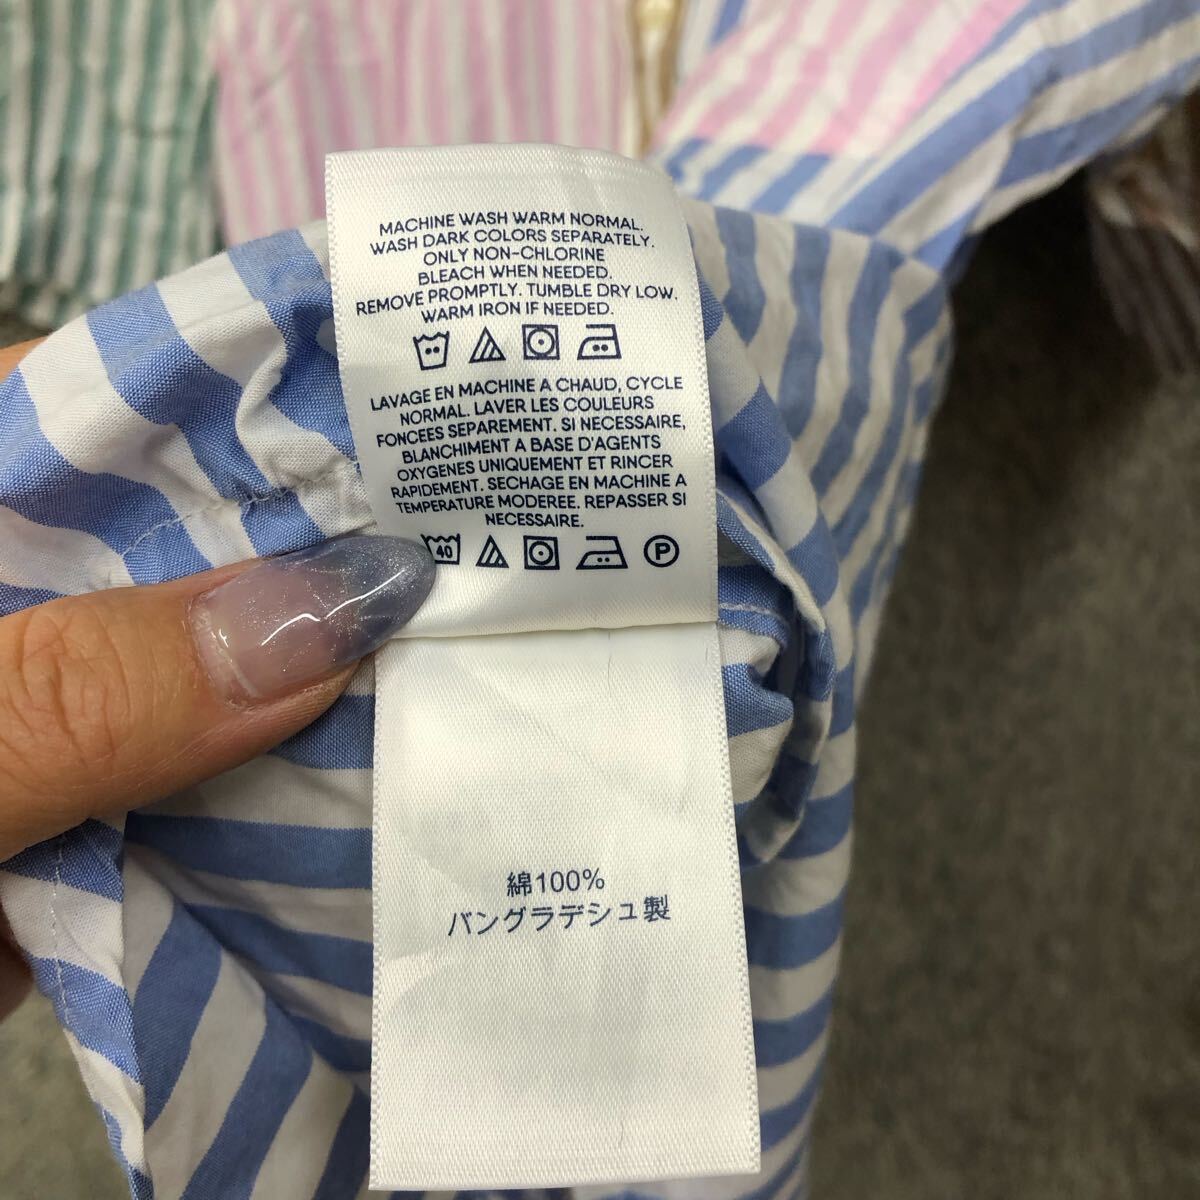 MACHINE WASH WARM NORMAL.
WASH DARK COLORS SEPARATELY.
ONLY NON-CHLORINE
BLEACH WHEN NEEDED.
REMOVE PROMPTLY. TUMBLE DRY LOW.
WARM IRON IF NEEDED.
LAVAGE EN MACHINE A CHAUD, CYCLE
NORMAL. LAVER LES COULEURS
FONCEES SEPAREMENT. SI NECESSAIRE,
BLANCHIMENT A BASE D'AGENTS
OXYGENES UNIQUEMENT ET RINCER
RAPIDEMENT. SECHAGE EN MACHINE A
TEMPERATURE MODEREE. REPASSER SI
NECESSAIRE.
40 P
綿100%
バングラデシュ製